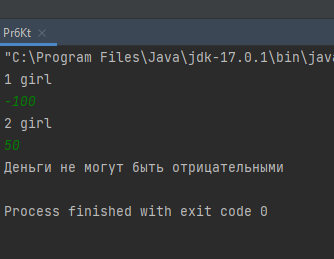 Pr6Kt
"C:\Program Files\Java\jdk-17.0.1\bin\java
1 girl
-100
2 girl
50
Деньги не могут быть отрицательными
Process finished with exit code 0